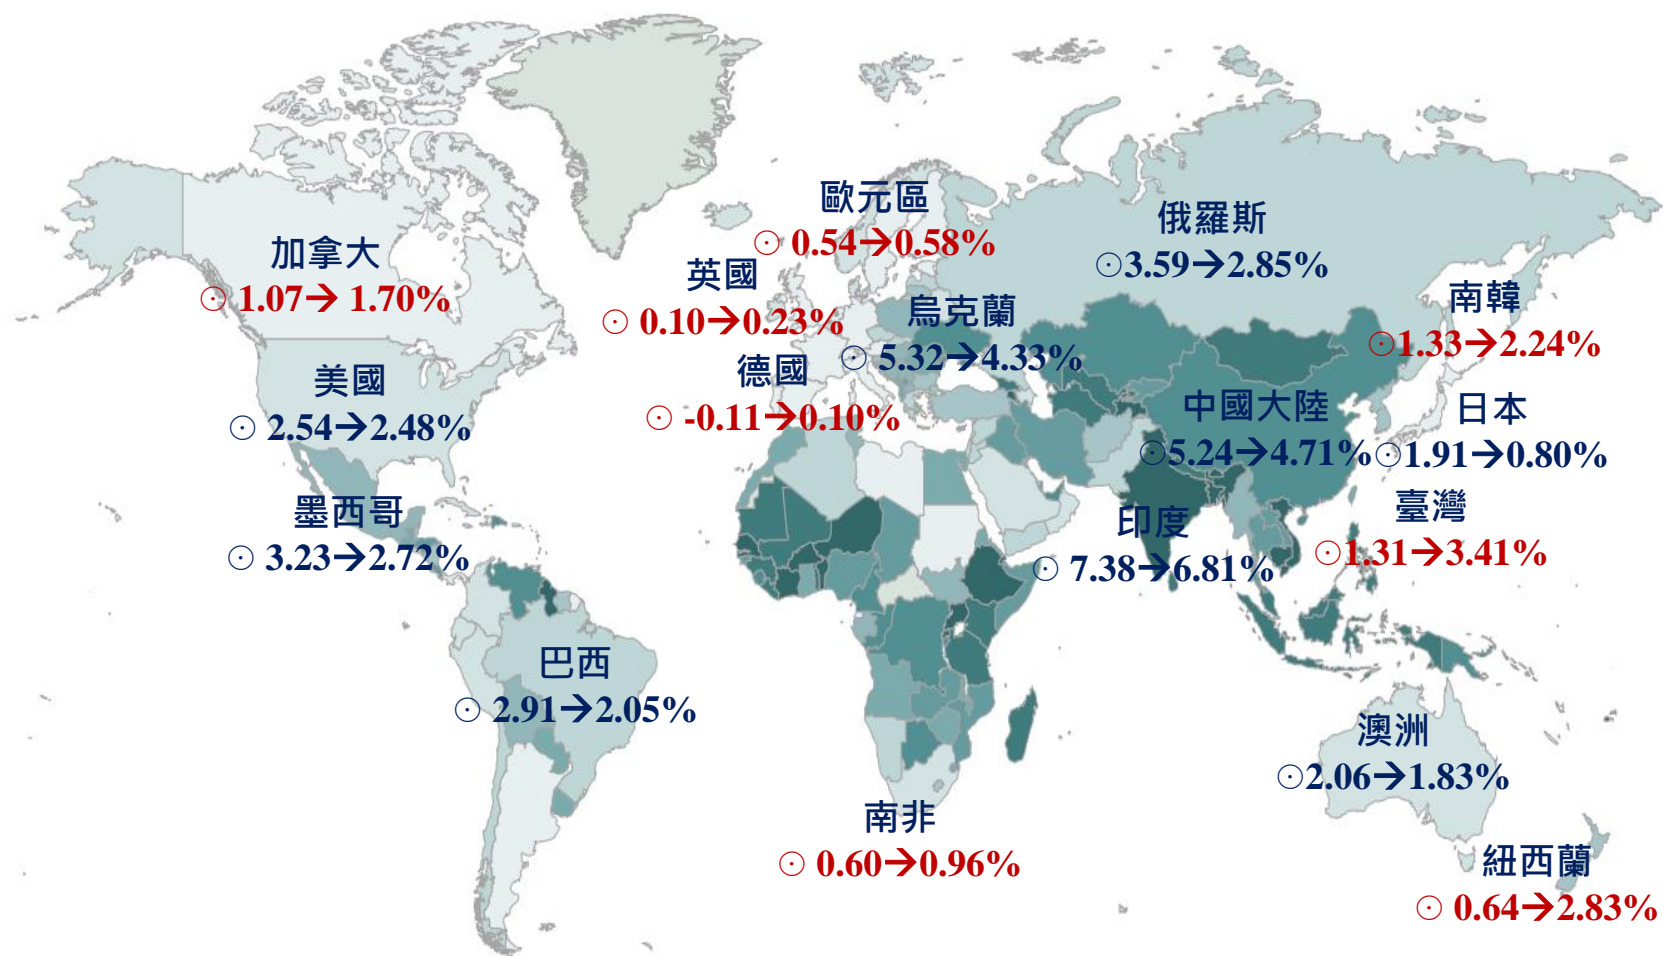 歐元區
⊙ 0.54→0.58%
俄羅斯
⊙3.59→2.85%
加拿大
⊙ 1.07→ 1.70%
英國
⊙ 0.10→0.23%
烏克蘭
⊙ 5.32→4.33%
南韓
⊙1.33→2.24%
德國
⊙ -0.11→0.10%
美國
⊙ 2.54→2.48%
中國大陸
⊙5.24→4.71%
日本
⊙1.91→0.80%
墨西哥
⊙ 3.23→2.72%
印度
⊙ 7.38→6.81%
臺灣
⊙1.31→3.41%
巴西
⊙ 2.91→2.05%
澳洲
⊙2.06→1.83%
南非
⊙ 0.60→0.96%
紐西蘭
⊙ 0.64→2.83%